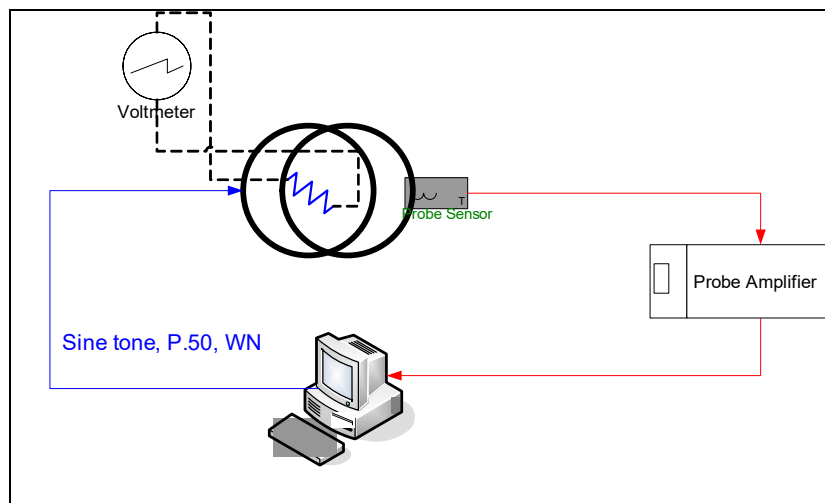 Voltmeter
T
Probe Sensor
Probe Amplifier
Sine tone, P.50, WN